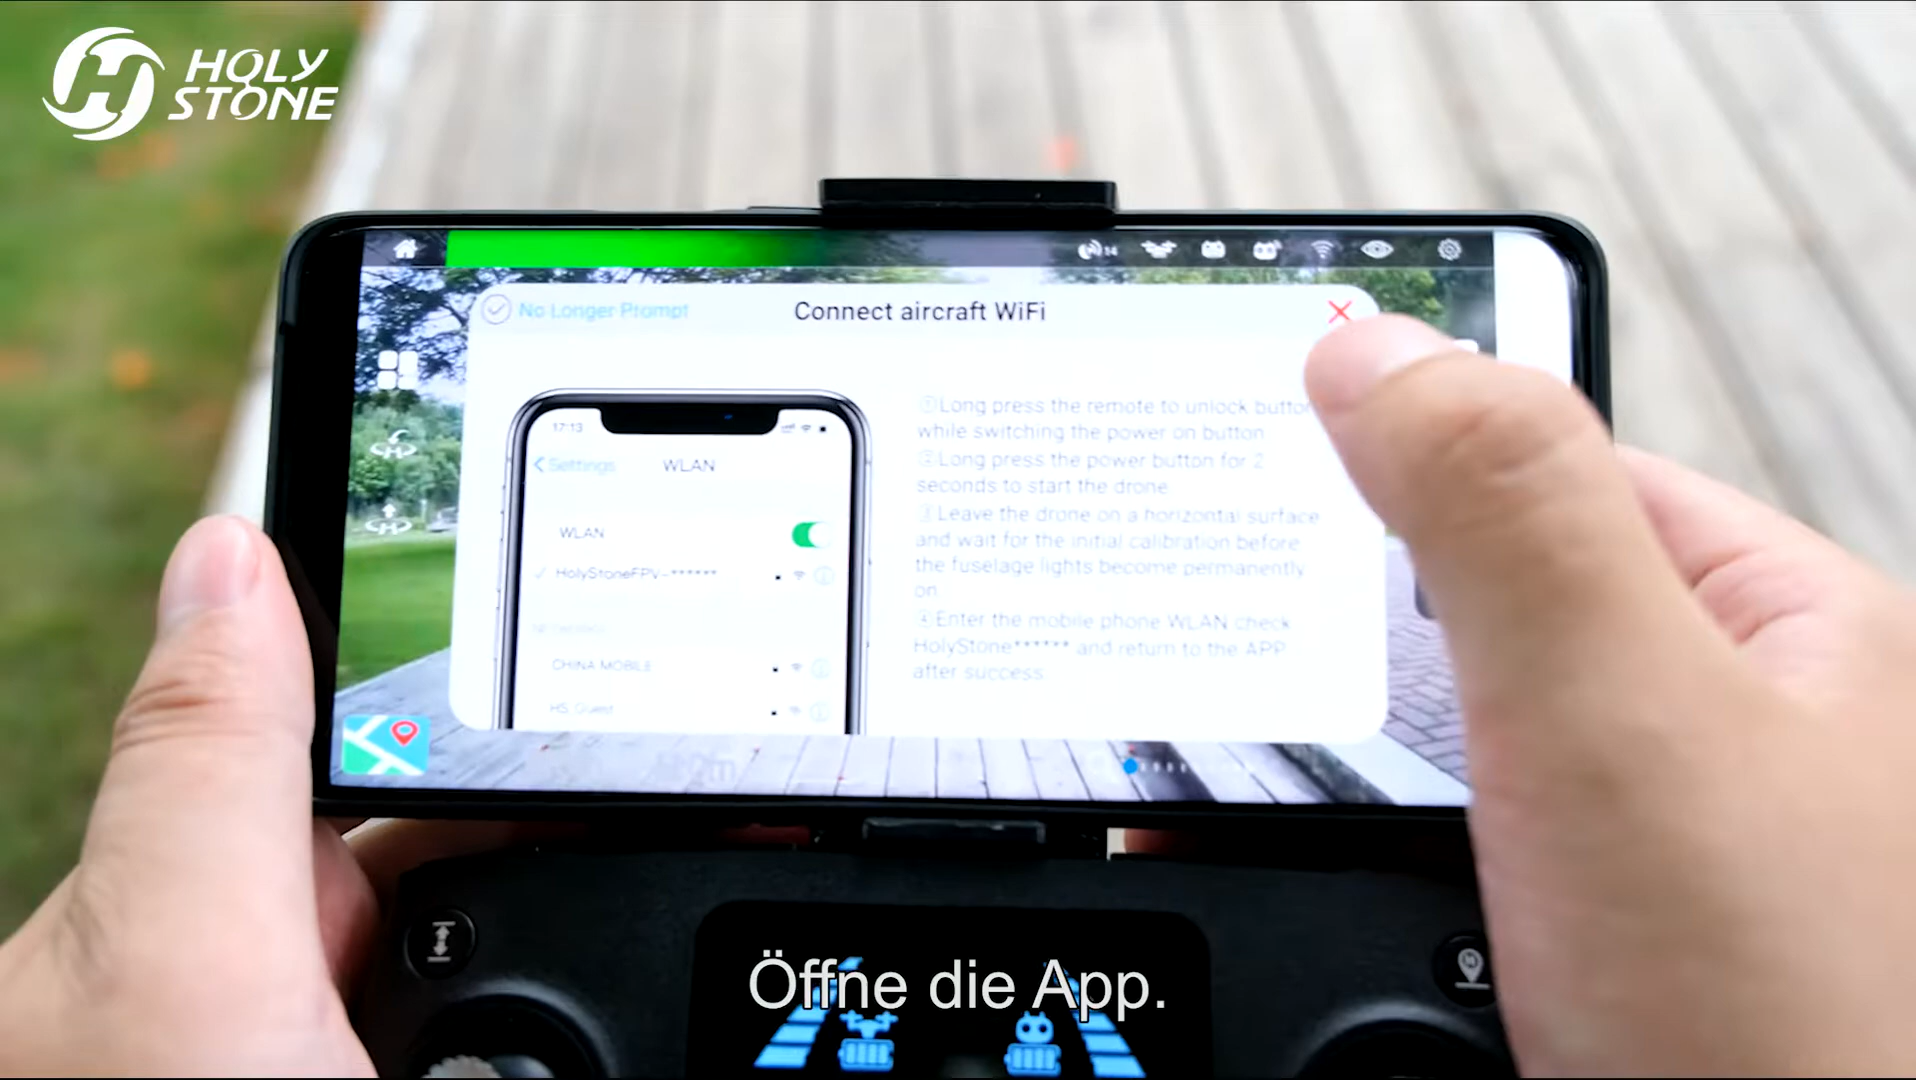 HOLY
STONE
14
No Longer Prompt
Connect aircraft WiFi
17:13
Settings
WLAN
WLAN
HolyStoneFPV-******
CHINA MOBILE
HS Guest
①Long press the remote to unlock button
while switching the power on button
②Long press the power button for 2
seconds to start the drone
③Leave the drone on a horizontal surface
and wait for the initial calibration before
the fuselage lights become permanently
on
④Enter the mobile phone WLAN check
HolyStone****** and return to the APP
after success
Öffne die App.